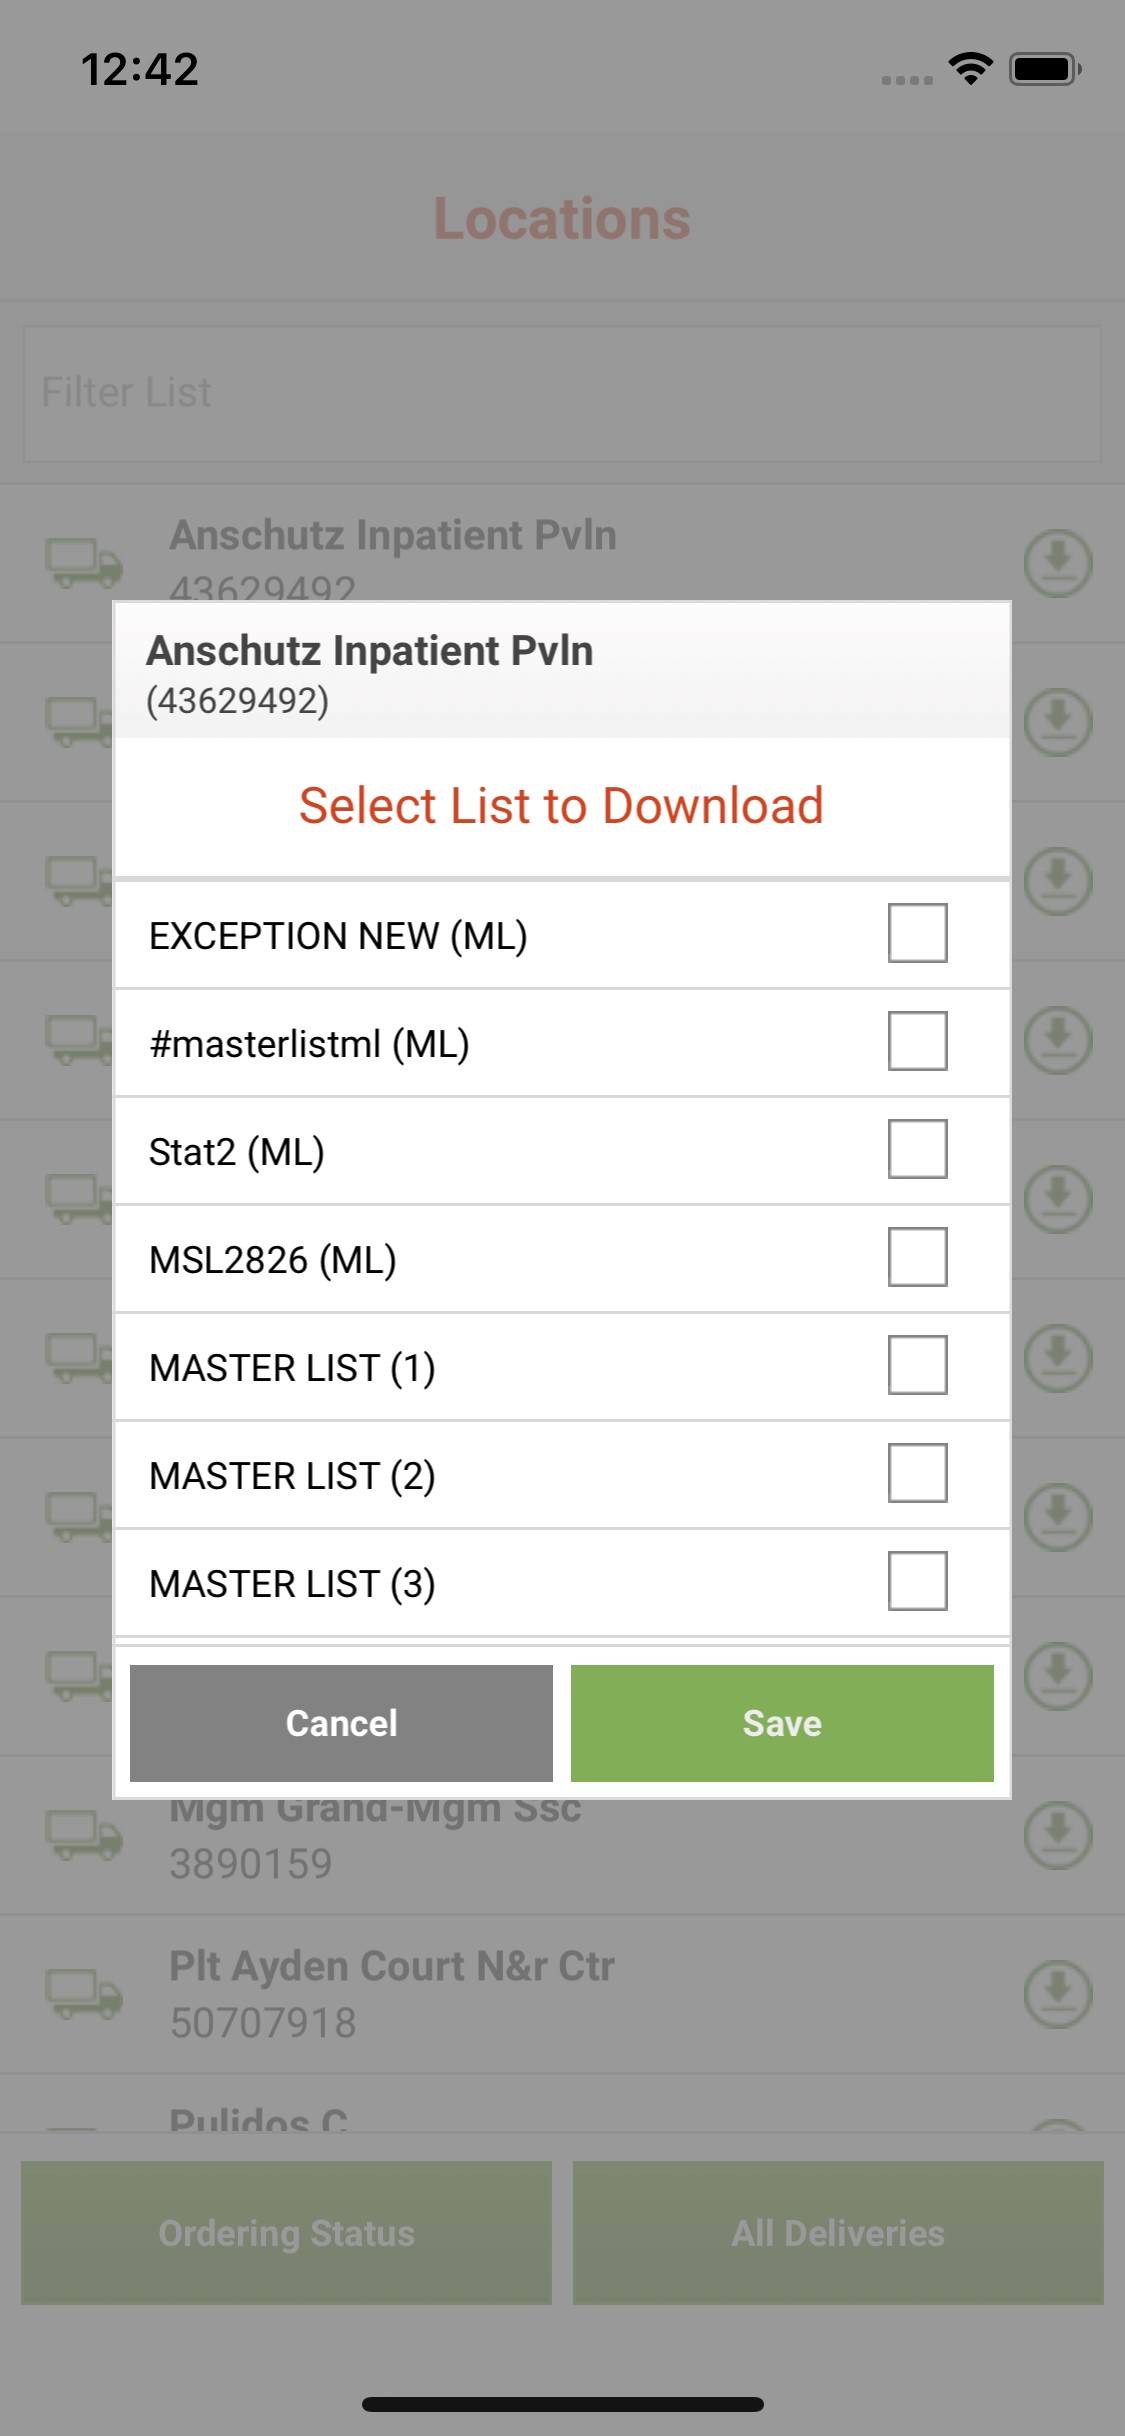 12:42
Locations
Filter List
Anschutz Inpatient Pvln
43629492
Anschutz Inpatient Pvln
(43629492)
Select List to Download
EXCEPTION NEW (ML)
#masterlistml (ML)
Stat2 (ML)
MSL2826 (ML)
MASTER LIST (1)
MASTER LIST (2)
MASTER LIST (3)
Cancel
Save
Mgm Grand-Mgm Ssc
3890159
Plt Ayden Court N&r Ctr
50707918
Pulidos C
Ordering Status
All Deliveries